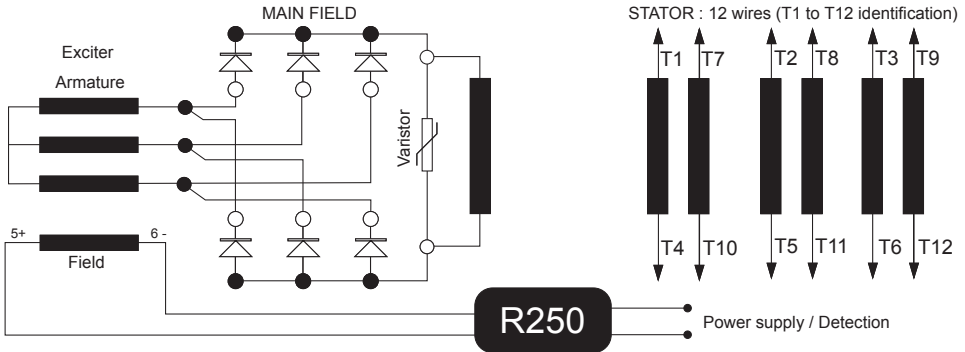 MAIN FIELD
STATOR : 12 wires (T1 to T12 identification)
Exciter
Armature
T1 T7 T2 T8 T3 T9
Varistor
5+ 6 -
Field
T4 T10 T5 T11 T6 T12
R250
Power supply / Detection